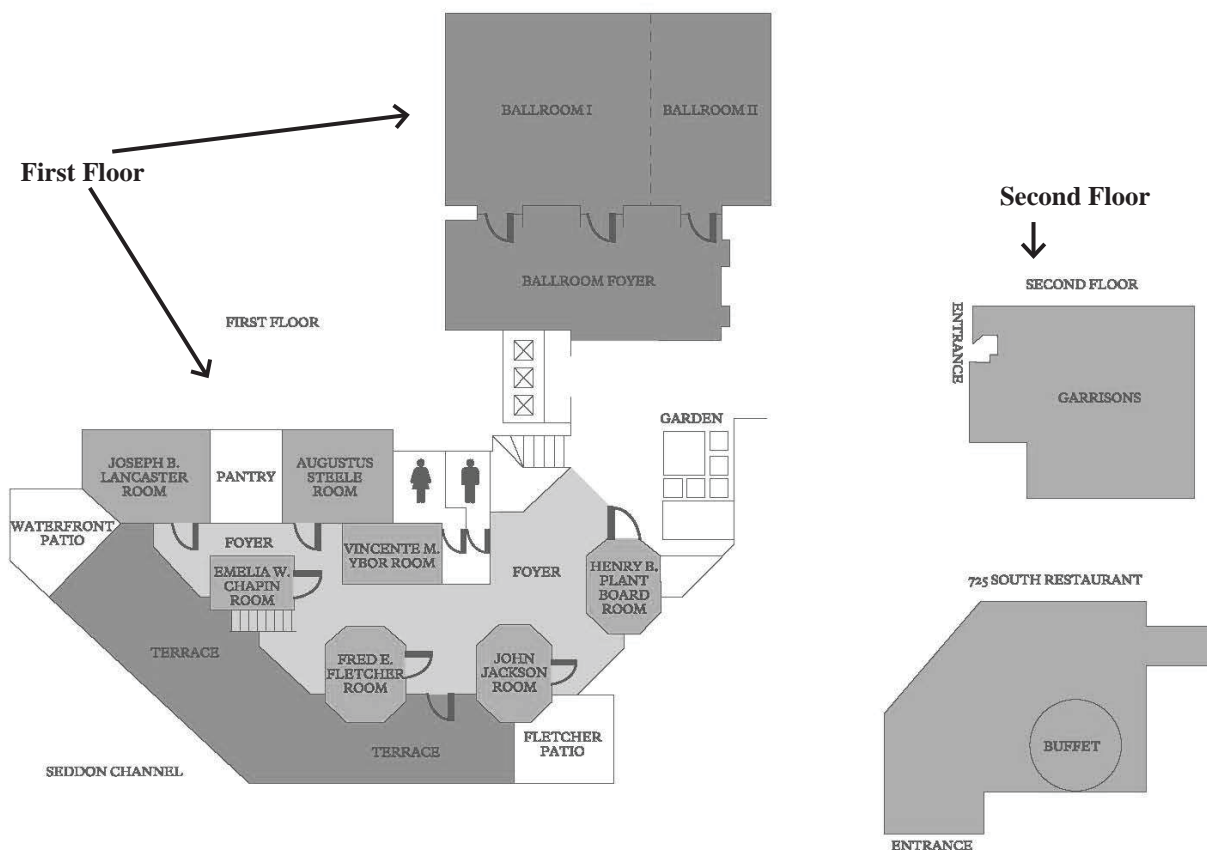 BALLROOM I
BALLROOM II
First Floor
Second Floor
BALLROOM FOYER
SECOND FLOOR
FIRST FLOOR
ENTRANCE
GARRISONS
GARDEN
JOSEPH B.
LANCASTER
ROOM
PANTRY
AUGUSTUS
STEELE
ROOM
WATERFRONT
PATIO
FOYER
VINCENTE M.
YBOR ROOM
EMELIA W.
CHAPIN
ROOM
FOYER
HENRY B.
PLANT
BOARD
ROOM
725 SOUTH RESTAURANT
TERRACE
FRED E.
FLETCHER
ROOM
JOHN
JACKSON
ROOM
TERRACE
FLETCHER
PATIO
BUFFET
SEDDON CHANNEL
ENTRANCE